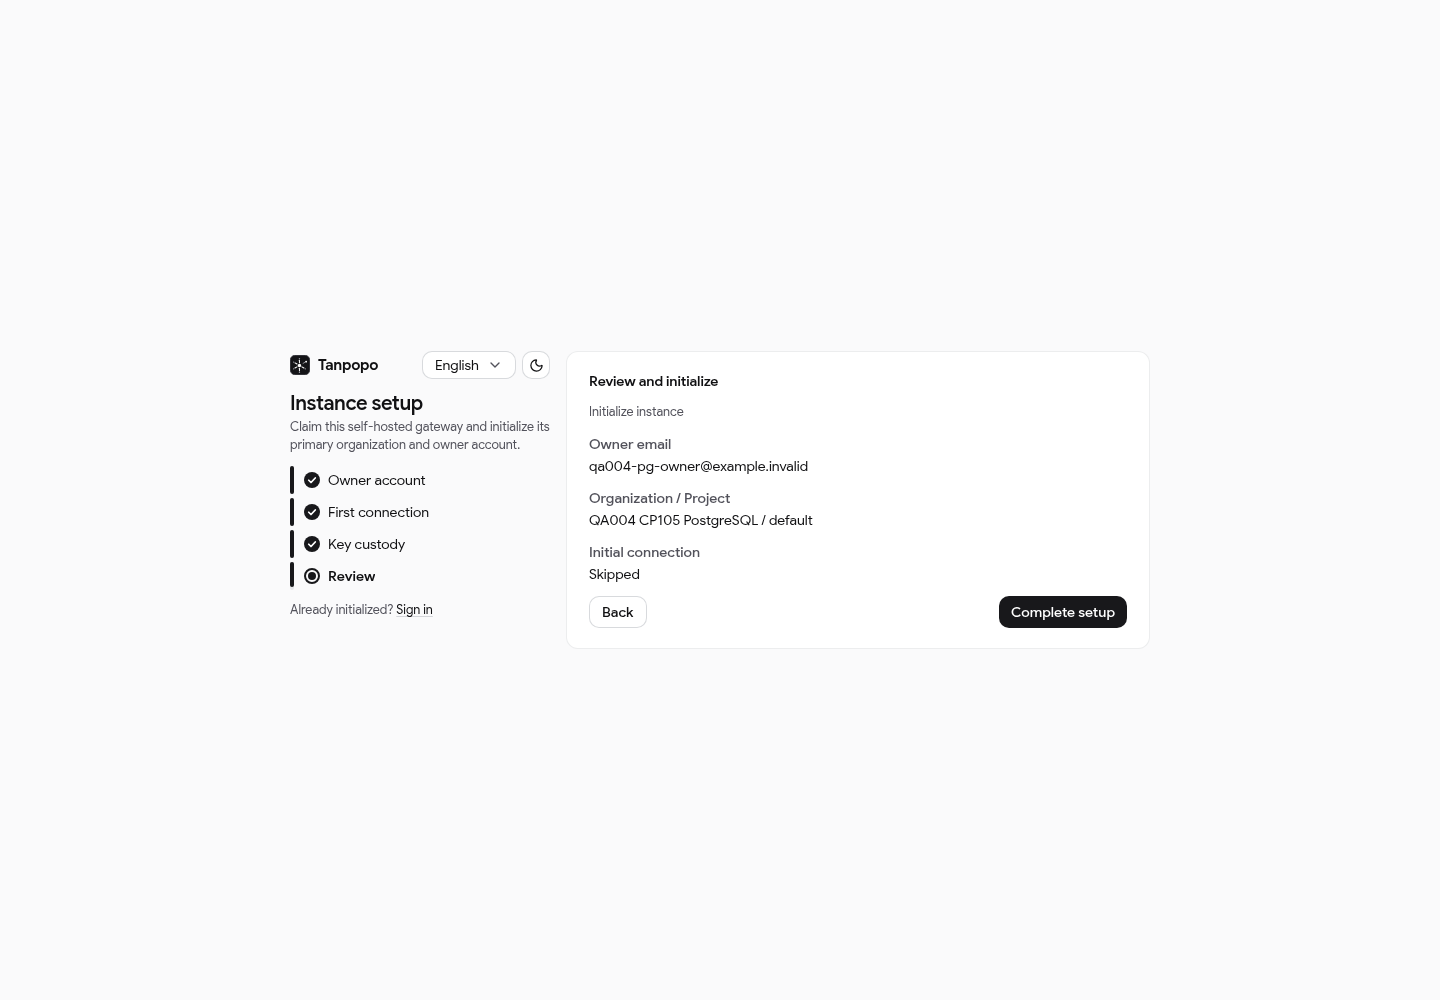 Tanpopo
English
Instance setup
Claim this self-hosted gateway and initialize its
primary organization and owner account.
Owner account
First connection
Key custody
Review
Already initialized? Sign in
Review and initialize
Initialize instance
Owner email
qa004-pg-owner@example.invalid
Organization / Project
QA004 CP105 PostgreSQL / default
Initial connection
Skipped
Back
Complete setup